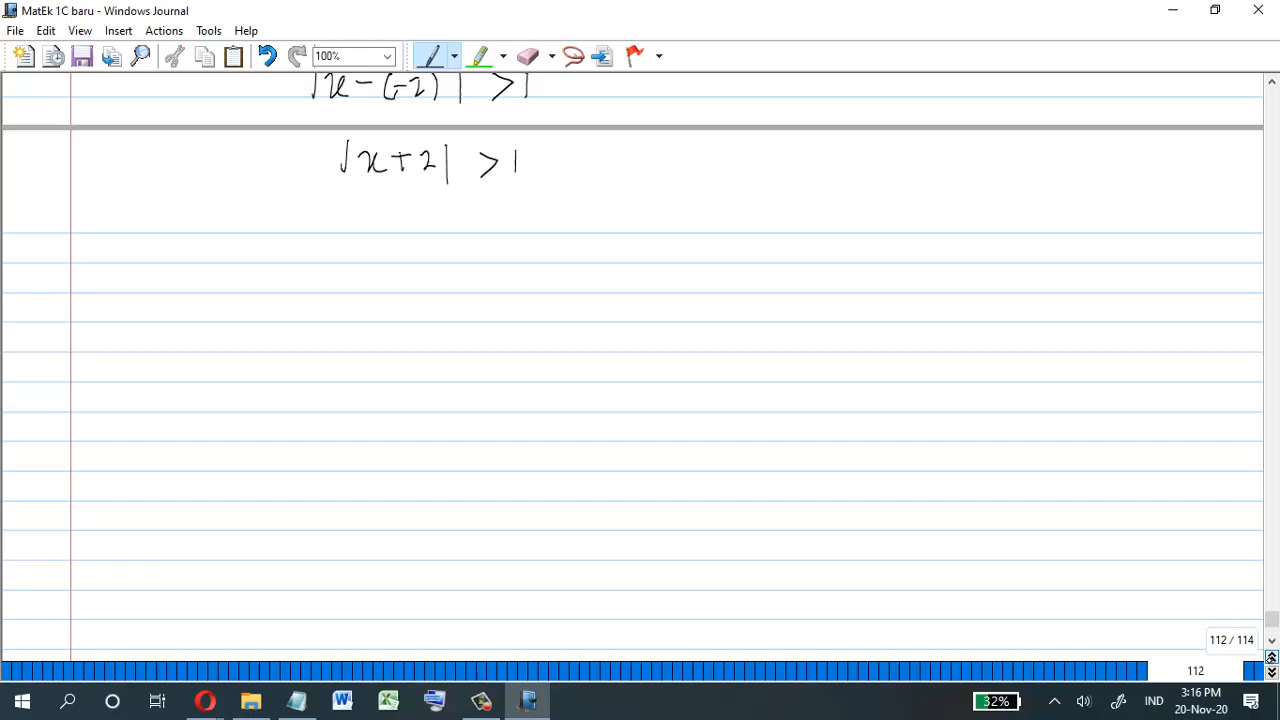 MatEk 1C baru - Windows Journal
File Edit View Insert Actions Tools Help
100%
|x - (-2)| > 1
|x + 2| > 1
112 / 114
112
32% IND 3:16 PM
20-Nov-20